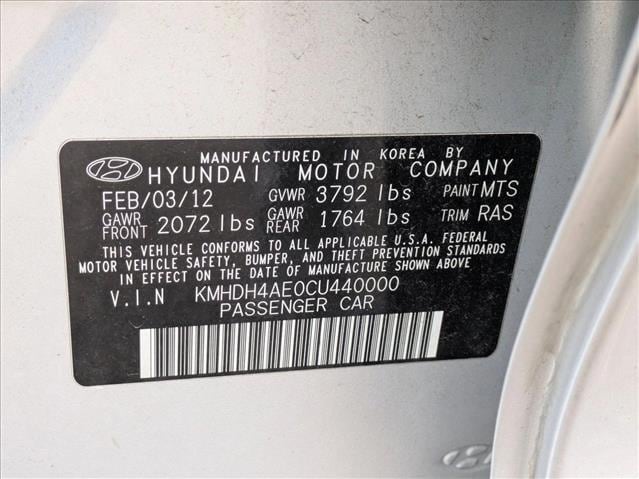 MANUFACTURED IN KOREA BY
HYUNDAI MOTOR COMPANY
FEB/03/12 GVWR 3792 lbs PAINT MTS
GAWR FRONT 2072 lbs GAWR REAR 1764 lbs TRIM RAS
THIS VEHICLE CONFORMS TO ALL APPLICABLE U.S.A. FEDERAL
MOTOR VEHICLE SAFETY, BUMPER, AND THEFT PREVENTION STANDARDS
IN EFFECT ON THE DATE OF MANUFACTURE SHOWN ABOVE
V.I.N KMHDH4AE0CU440000
PASSENGER CAR